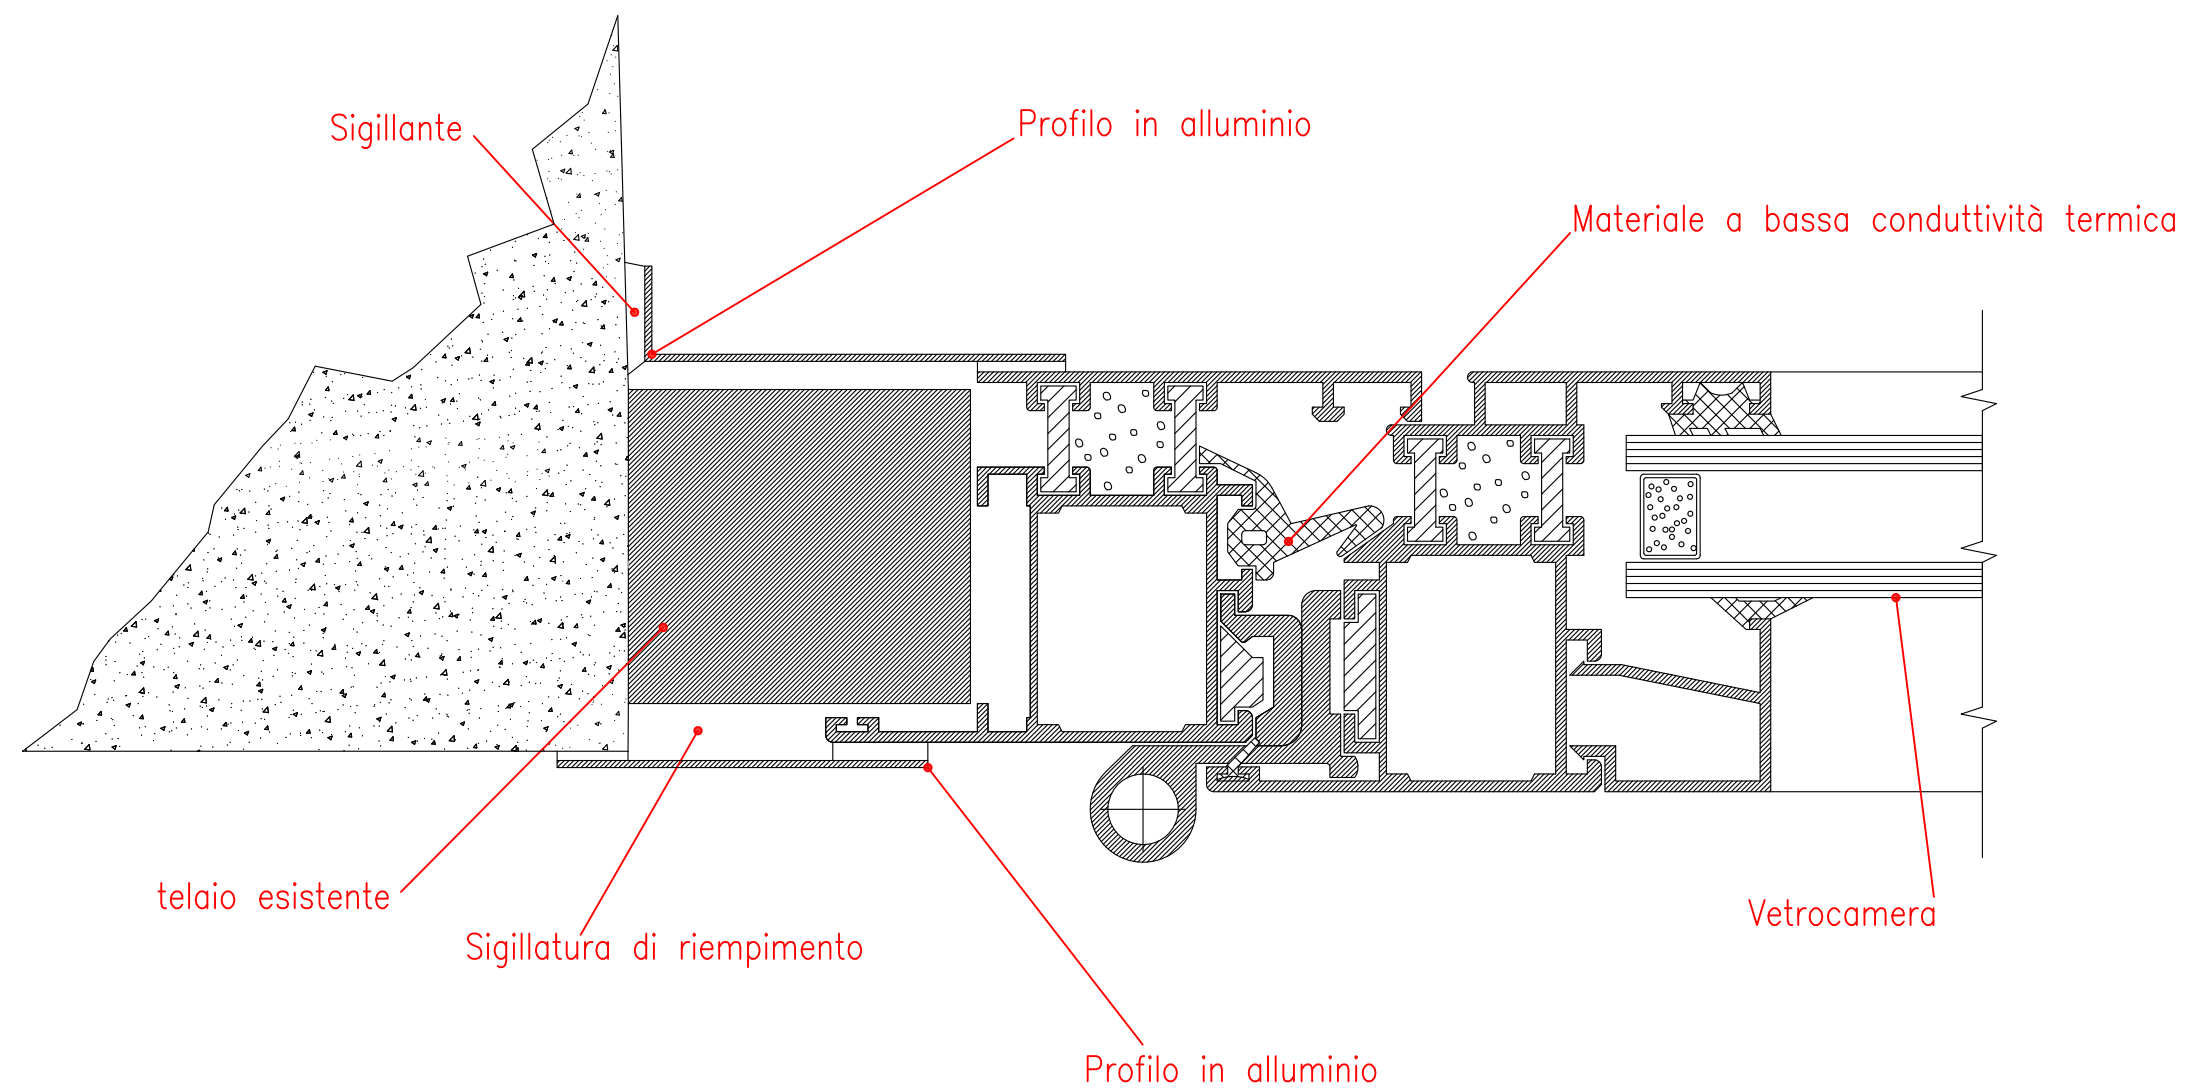 Profilo in alluminio
Sigillante
Materiale a bassa conduttività termica
telaio esistente
Vetrocamera
Sigillatura di riempimento
Profilo in alluminio